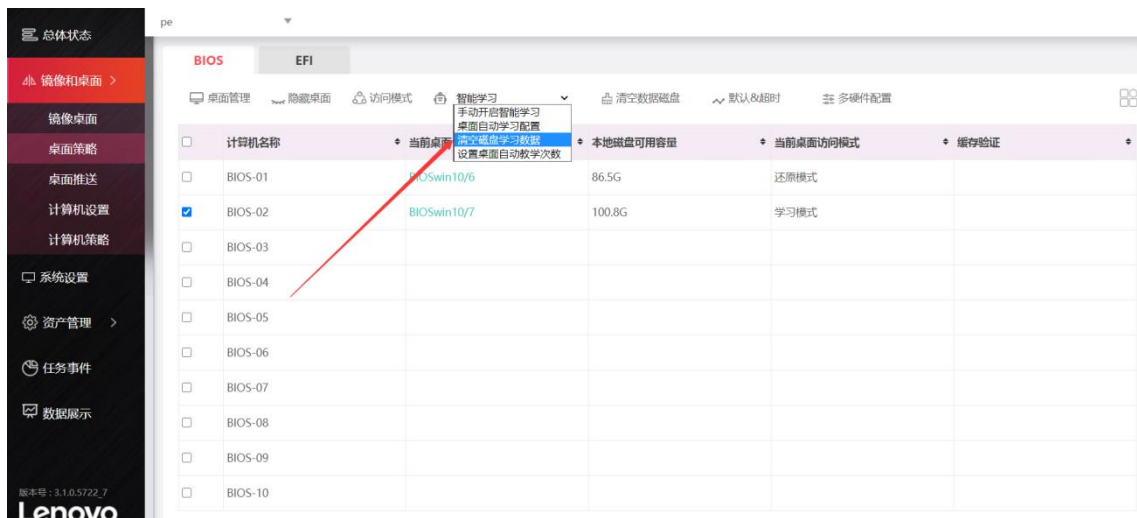 pe
总体状态
镜像和桌面 >
镜像桌面
桌面策略
桌面推送
计算机设置
计算机策略
系统设置
资产管理 >
任务事件
数据展示
版本号 : 3.1.0.5722_7
Lenovo
BIOS EFI
桌面管理 隐藏桌面 访问模式 智能学习 清空数据磁盘 默认&超时 多硬件配置
手动开启智能学习
桌面自动学习配置
清空磁盘学习数据
设置桌面自动教学次数
计算机名称 当前桌面 本地磁盘可用容量 当前桌面访问模式 缓存验证
BIOS-01 BIOSwin10/6 86.5G 还原模式
BIOS-02 BIOSwin10/7 100.8G 学习模式
BIOS-03
BIOS-04
BIOS-05
BIOS-06
BIOS-07
BIOS-08
BIOS-09
BIOS-10